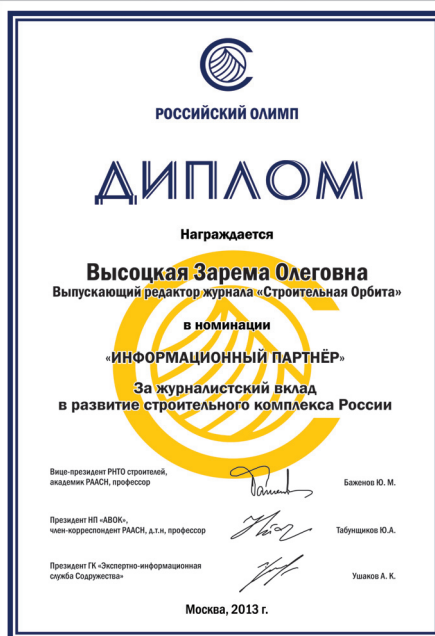 РОССИЙСКИЙ ОЛИМП
ДИПЛОМ
Награждается
Высоцкая Зарема Олеговна
Выпускающий редактор журнала «Строительная Орбита»
в номинации
«ИНФОРМАЦИОННЫЙ ПАРТНЁР»
За журналистский вклад
в развитие строительного комплекса России
Вице-президент РНТО строителей,
академик РААСН, профессор
Баженов Ю. М.
Президент НП «АВОК»,
член-корреспондент РААСН, д.т.н, профессор
Табунщиков Ю.А.
Президент ГК «Экспертно-информационная
служба Содружества»
Ушаков А. К.
Москва, 2013 г.